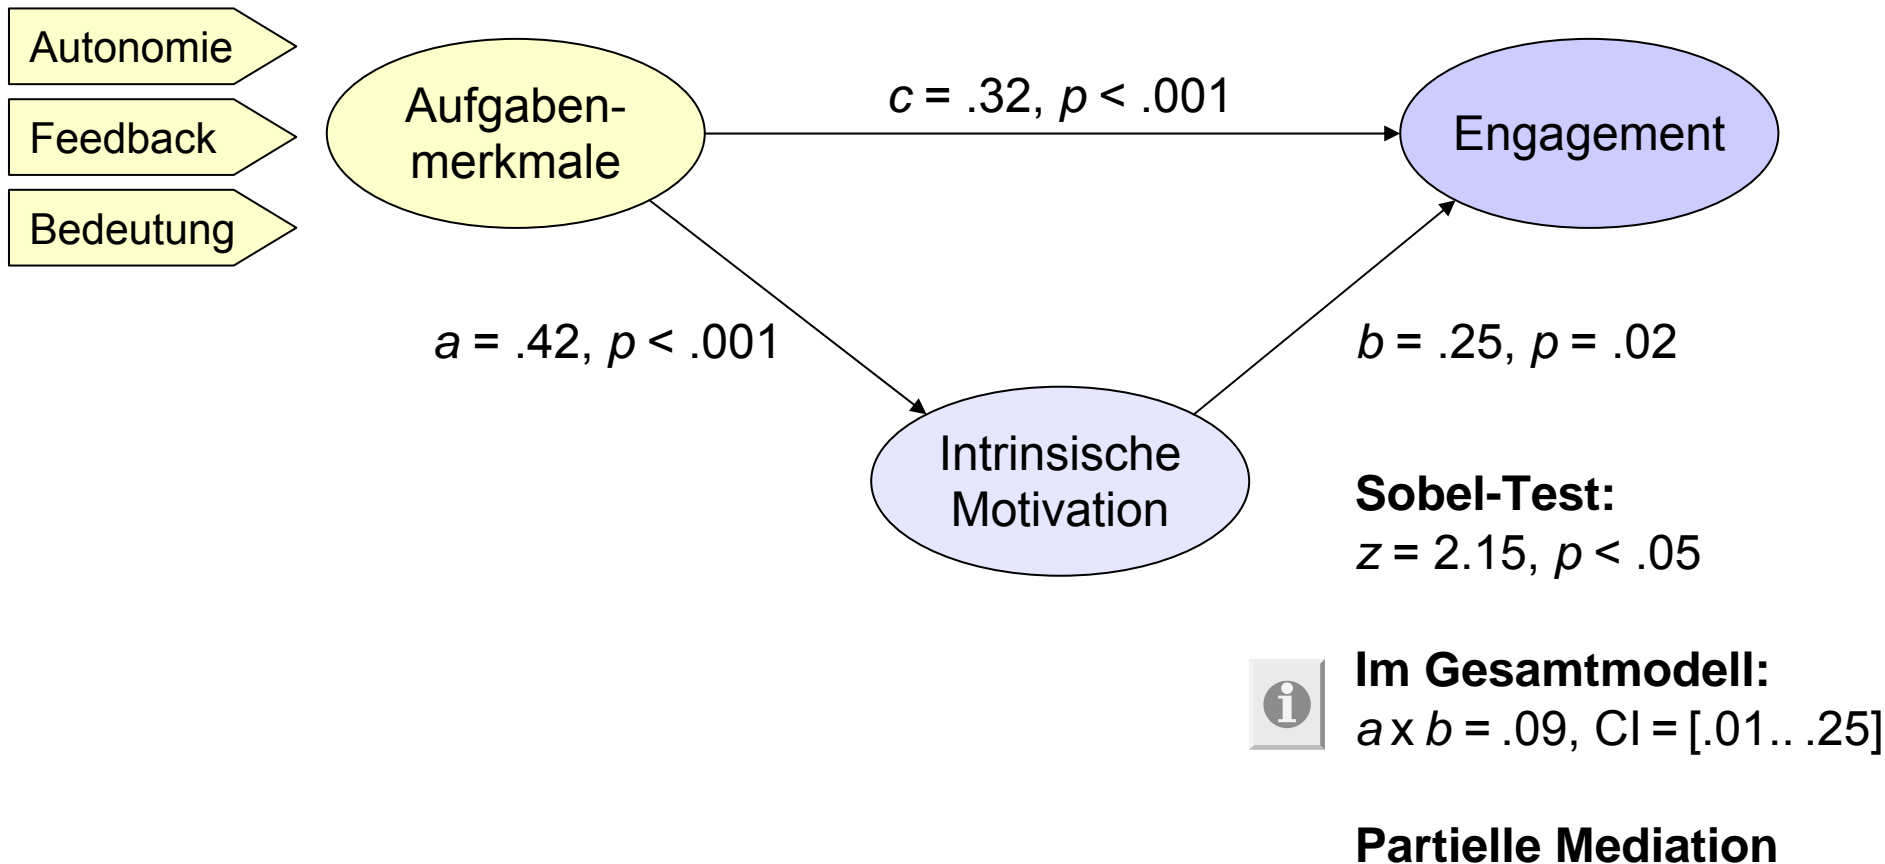 Autonomie
Feedback
Bedeutung
Aufgaben-
merkmale
c = .32, p < .001
Engagement
a = .42, p < .001
b = .25, p = .02
Intrinsische
Motivation
Sobel-Test:
z = 2.15, p < .05
Im Gesamtmodell:
a x b = .09, CI = [.01.. .25]
Partielle Mediation